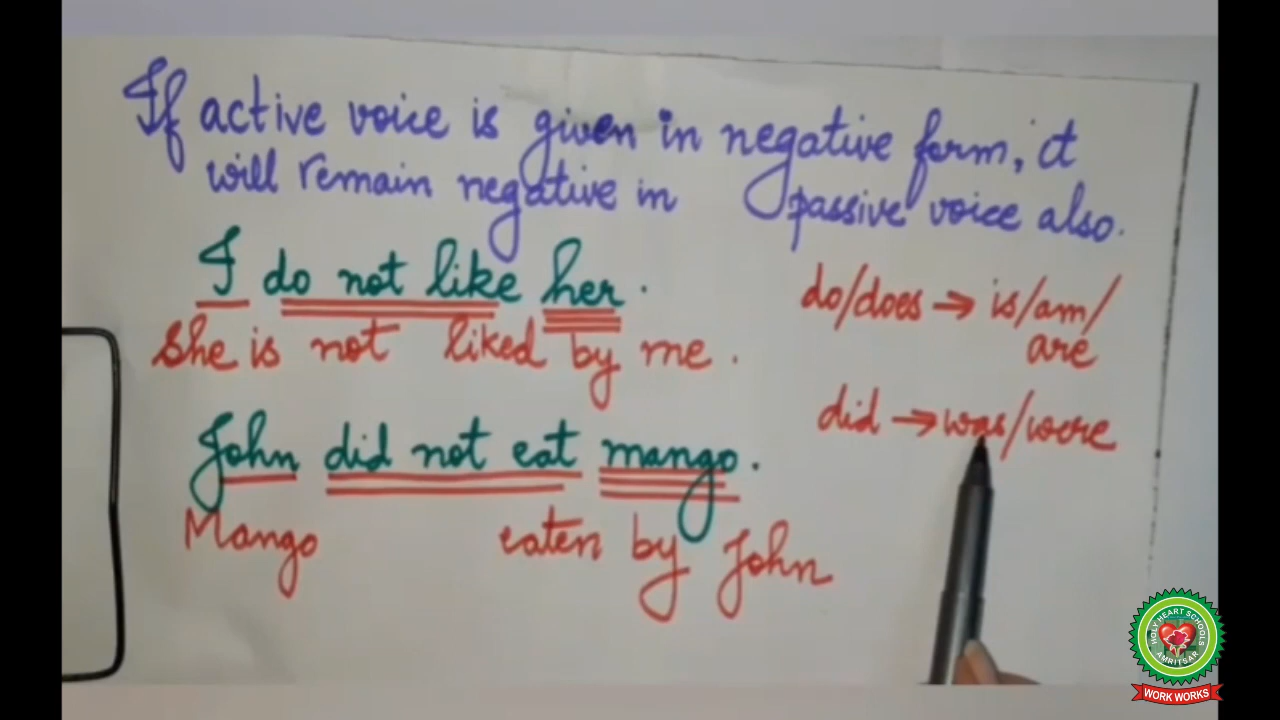 If active voice is given in negative form, it
will remain negative in passive voice also.
I do not like her.
She is not liked by me.
do/does → is/am/
are
did → was/were
John did not eat mango.
Mango eaten by John
HOLY HEART SCHOOLS
AMRITSAR
WORK WORKS